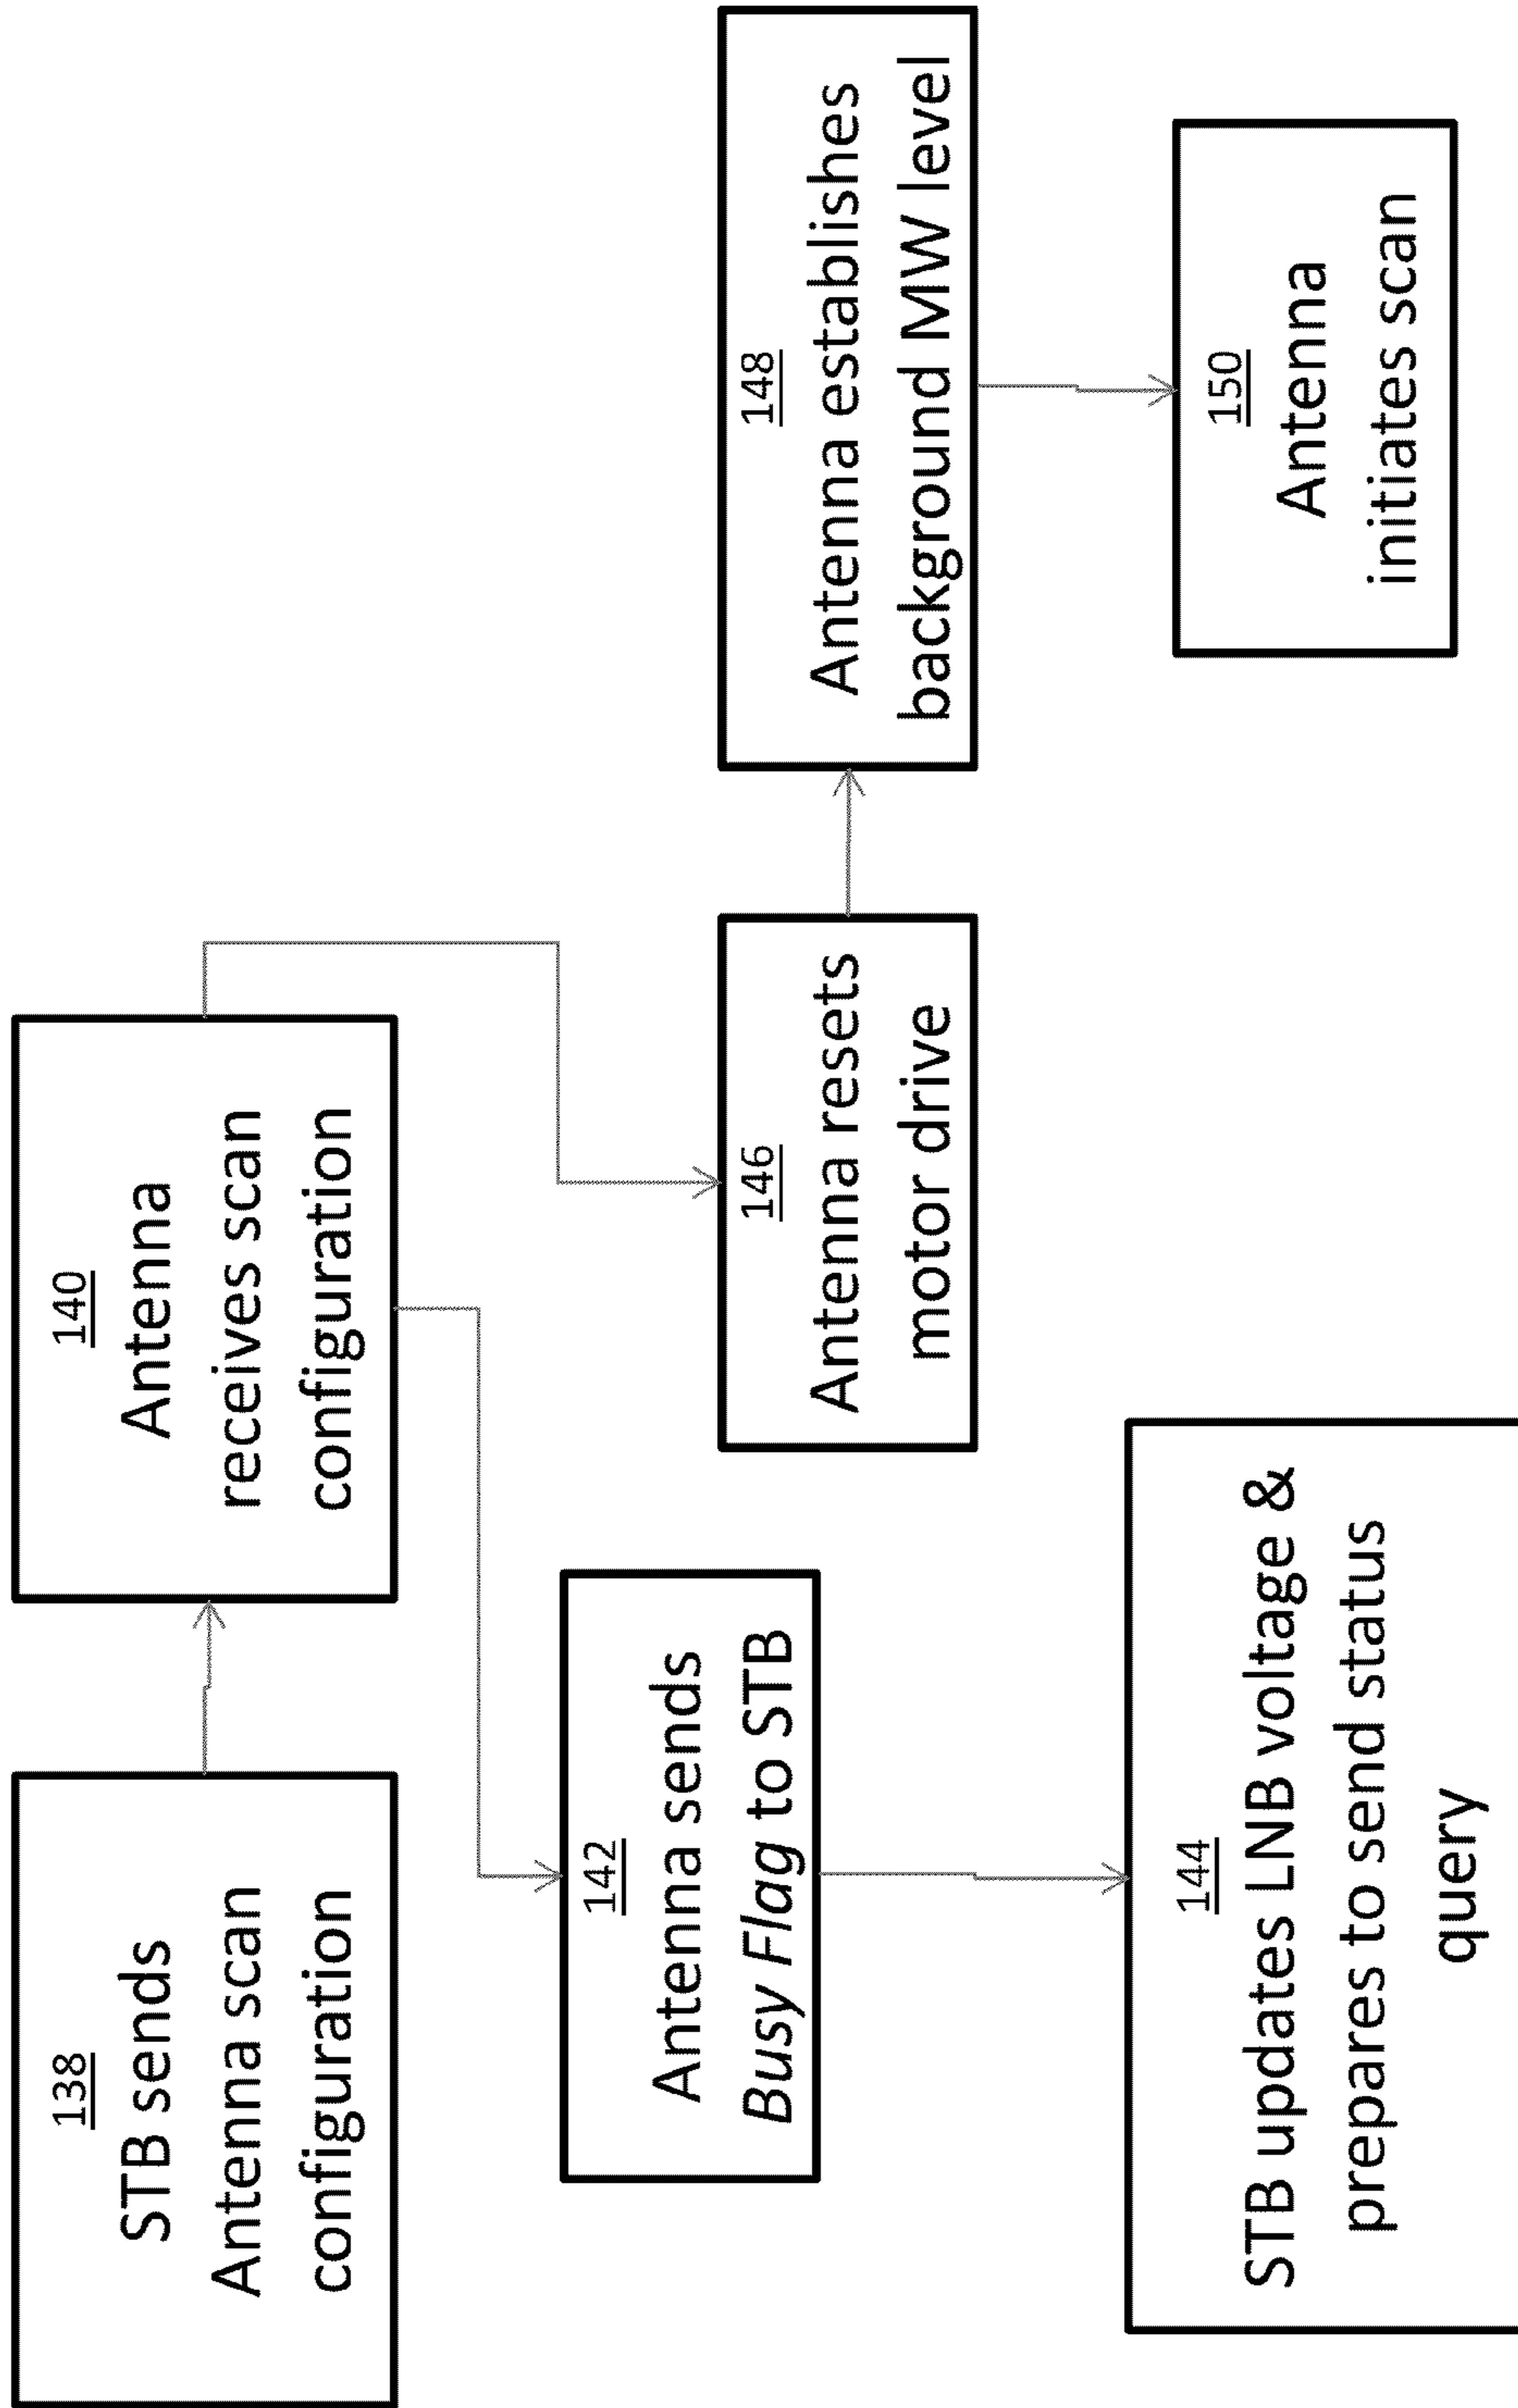 138
STB sends
Antenna scan
configuration
140
Antenna
receives scan
configuration
142
Antenna sends
Busy Flag to STB
144
STB updates LNB voltage &
prepares to send status
query
146
Antenna resets
motor drive
148
Antenna establishes
background MW level
150
Antenna
initiates scan